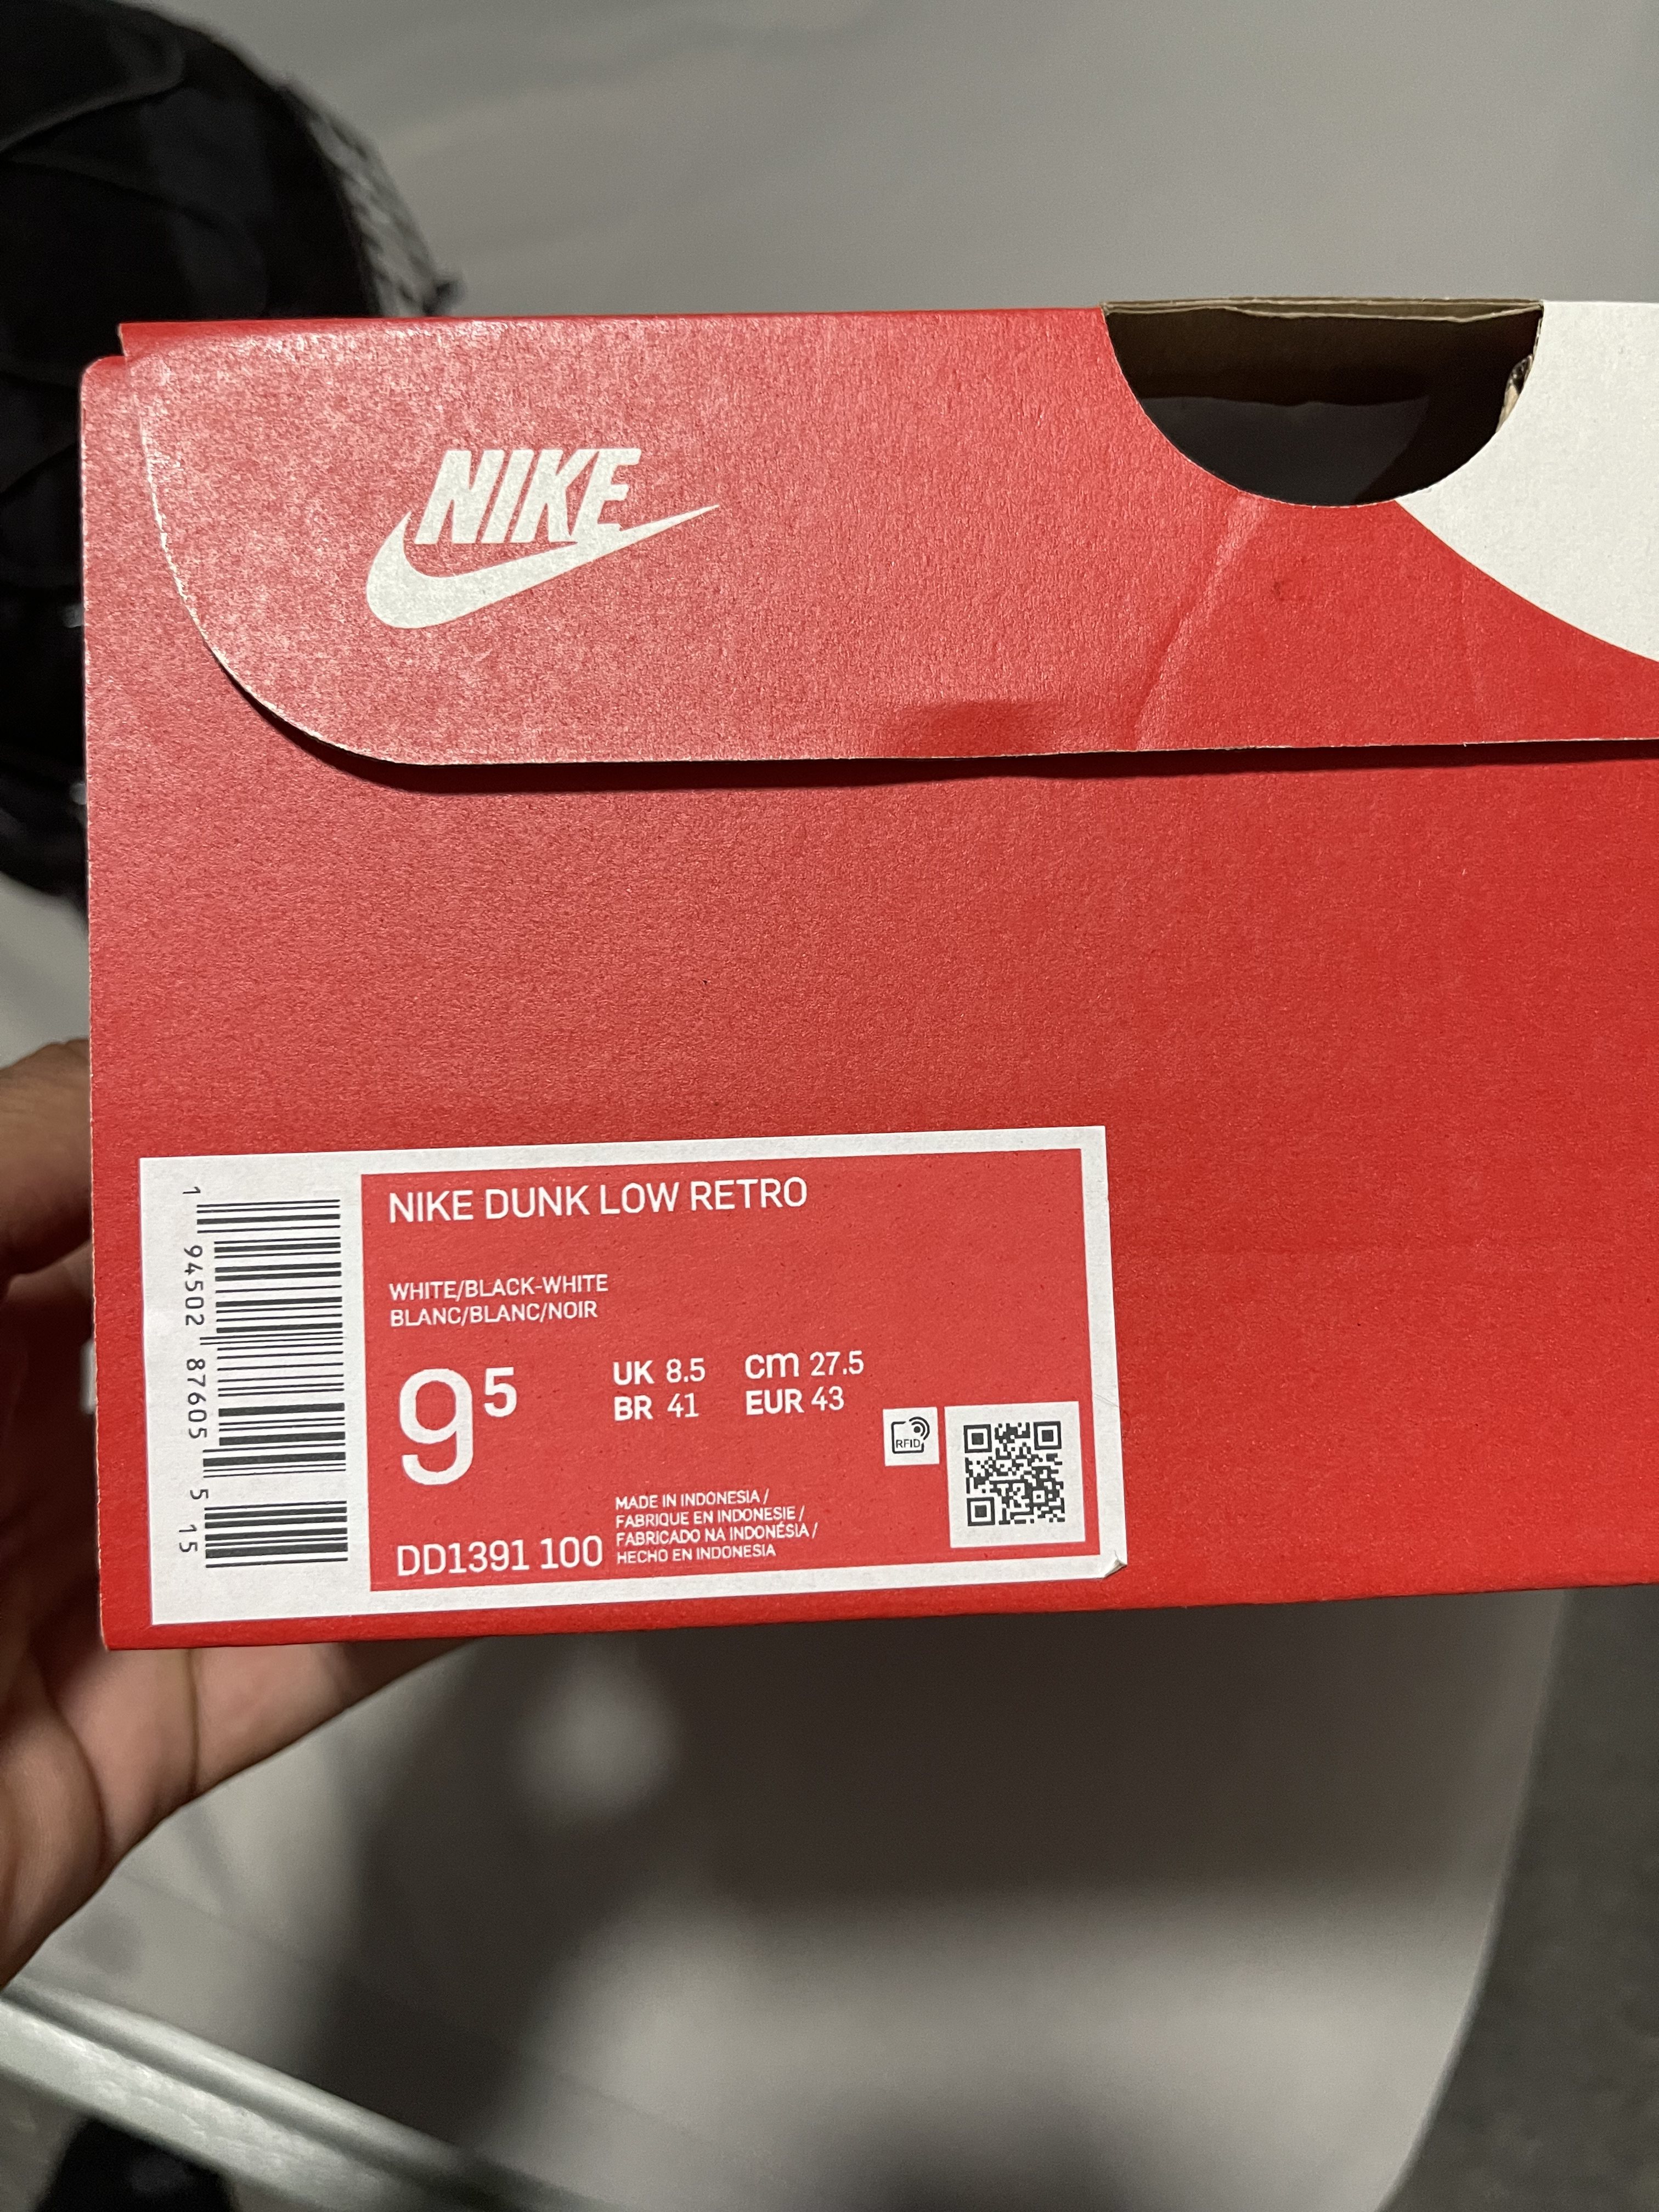 NIKE
NIKE DUNK LOW RETRO
WHITE/BLACK-WHITE
BLANC/BLANC/NOIR
9⁵
UK 8.5 cm 27.5
BR 41 EUR 43
RFID
MADE IN INDONESIA /
FABRIQUE EN INDONESIE /
FABRICADO NA INDONÉSIA /
HECHO EN INDONESIA
DD1391 100
1 94502 87605 5 15